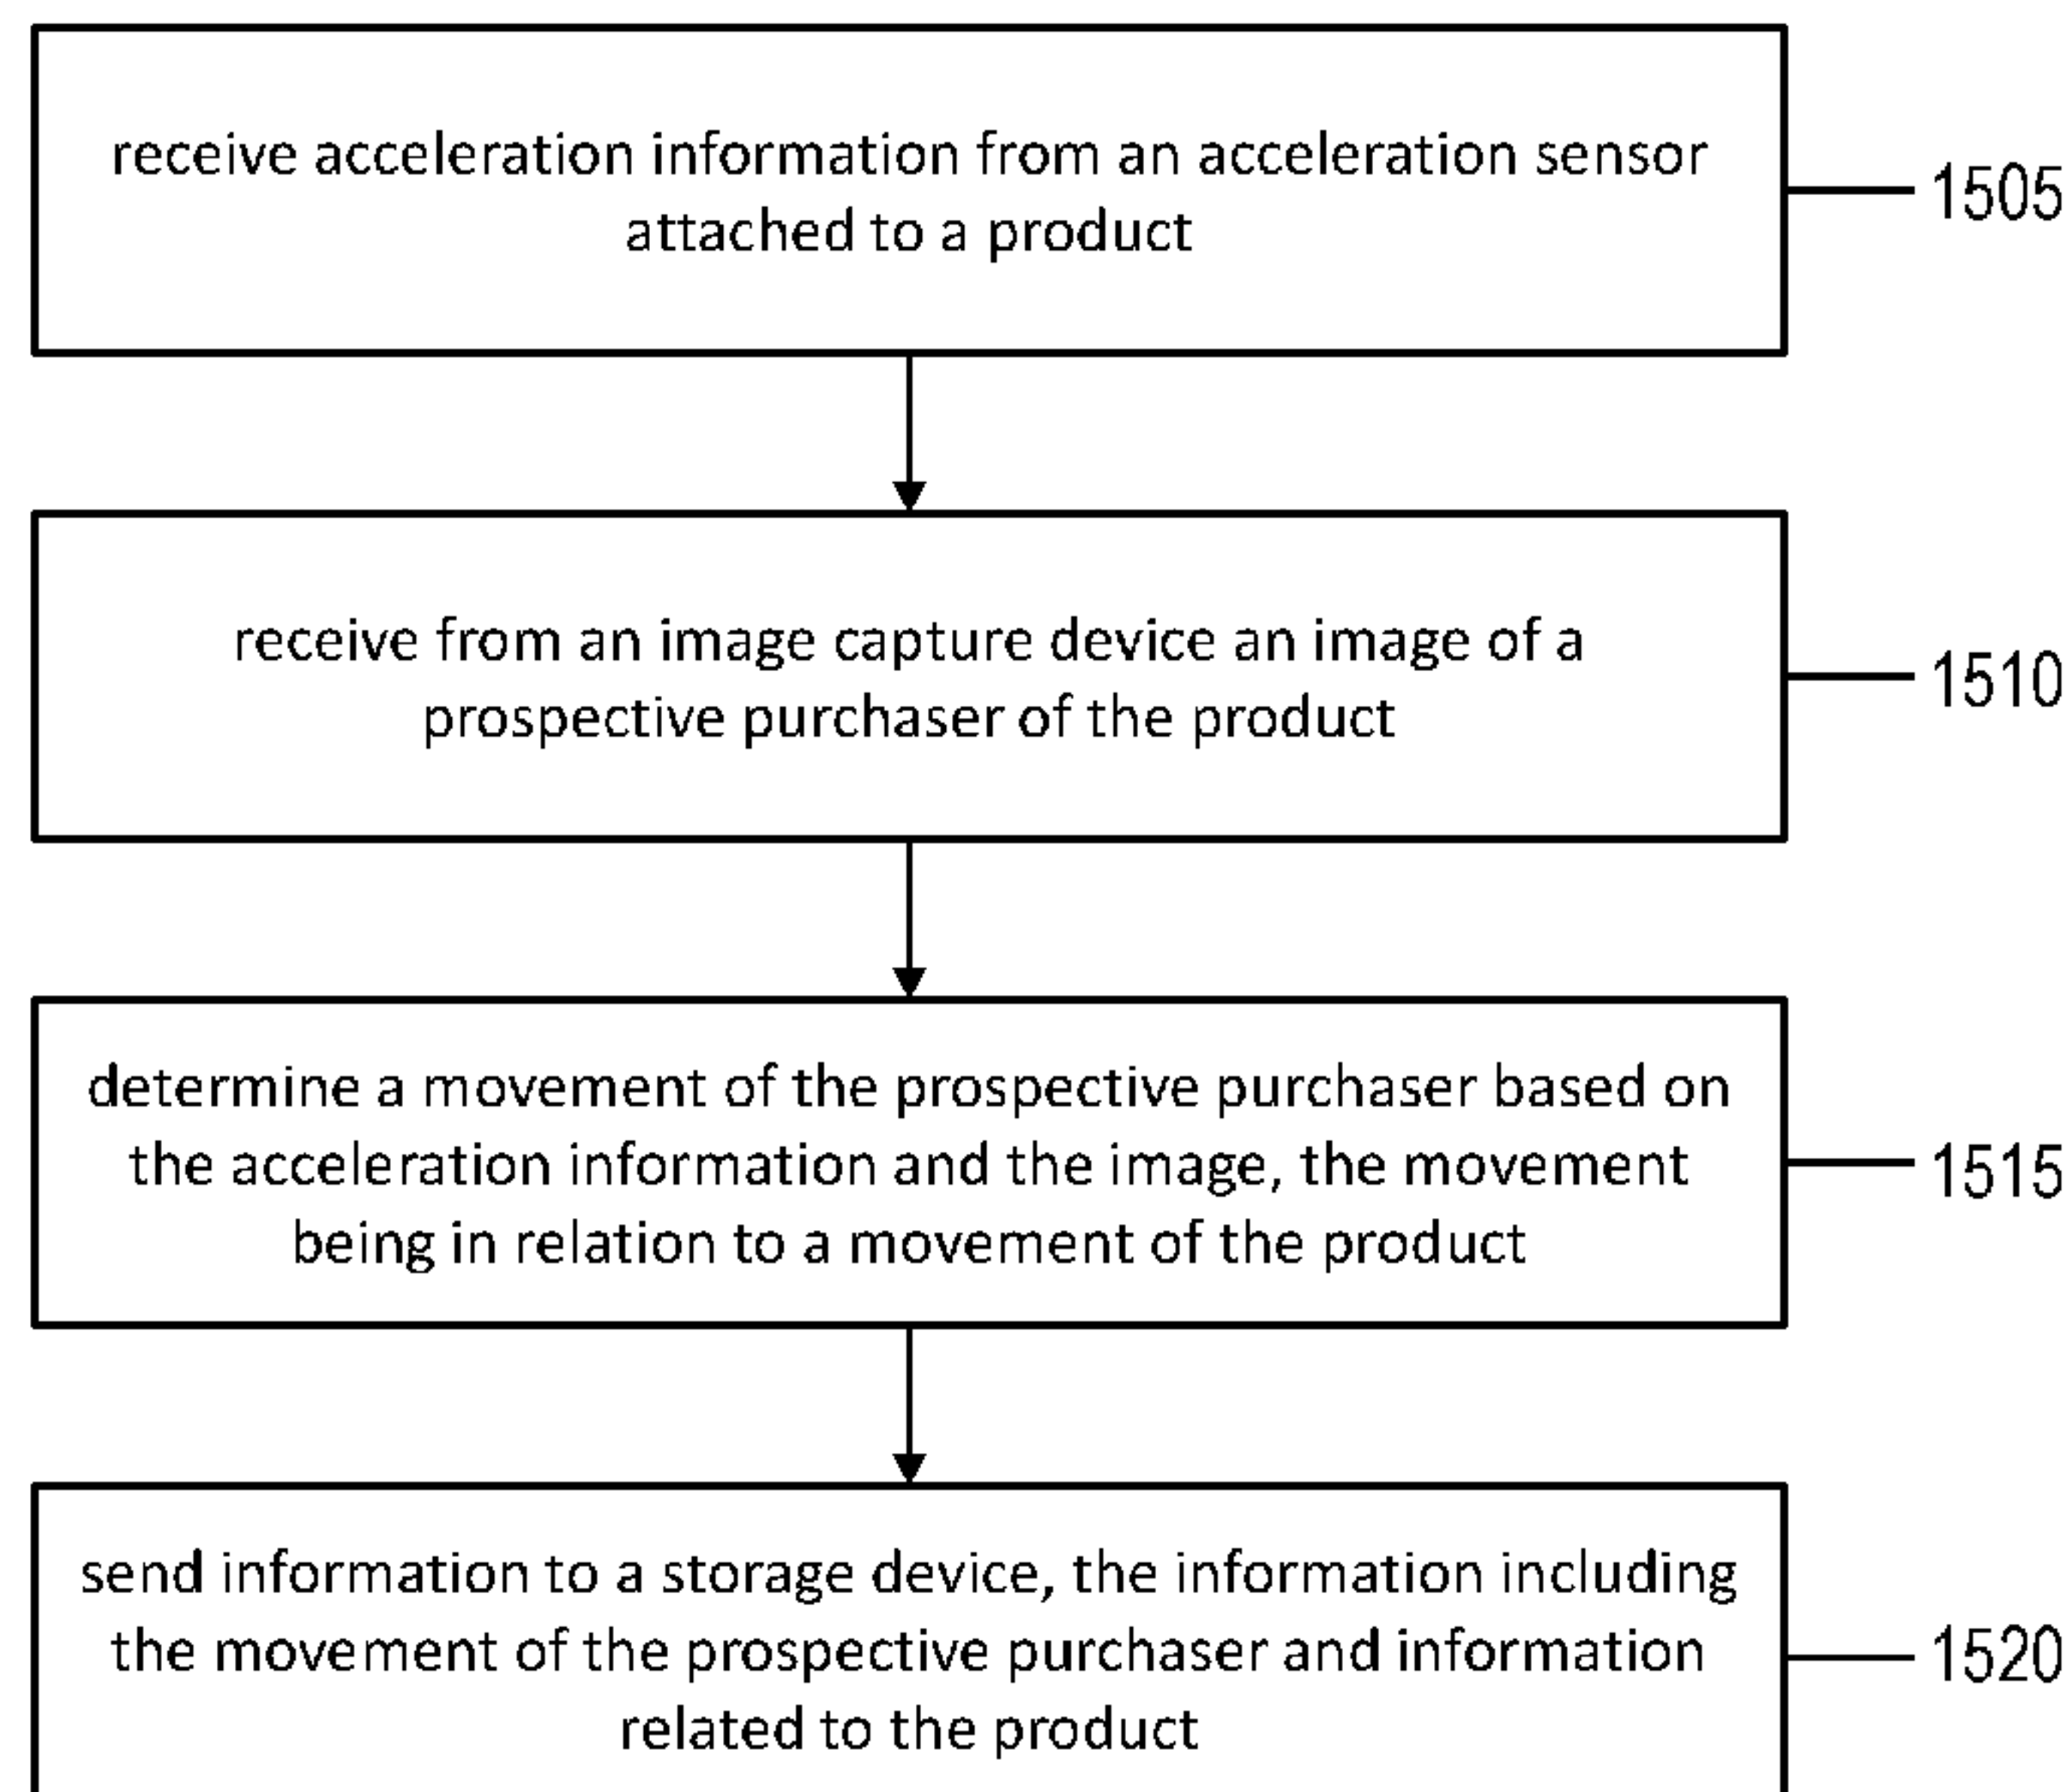 receive acceleration information from an acceleration sensor
attached to a product
1505
receive from an image capture device an image of a
prospective purchaser of the product
1510
determine a movement of the prospective purchaser based on
the acceleration information and the image, the movement
being in relation to a movement of the product
1515
send information to a storage device, the information including
the movement of the prospective purchaser and information
related to the product
1520